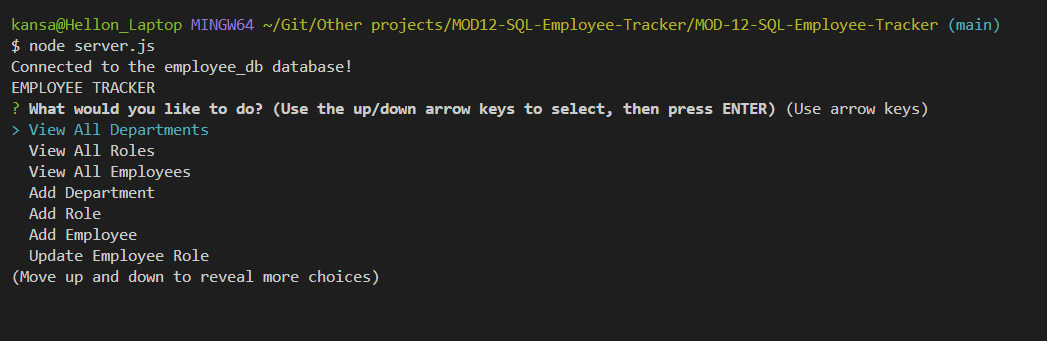 kansa@Hellon_Laptop MINGW64 ~/Git/Other projects/MOD12-SQL-Employee-Tracker/MOD-12-SQL-Employee-Tracker (main)
$ node server.js
Connected to the employee_db database!
EMPLOYEE TRACKER
? What would you like to do? (Use the up/down arrow keys to select, then press ENTER) (Use arrow keys)
> View All Departments
  View All Roles
  View All Employees
  Add Department
  Add Role
  Add Employee
  Update Employee Role
(Move up and down to reveal more choices)